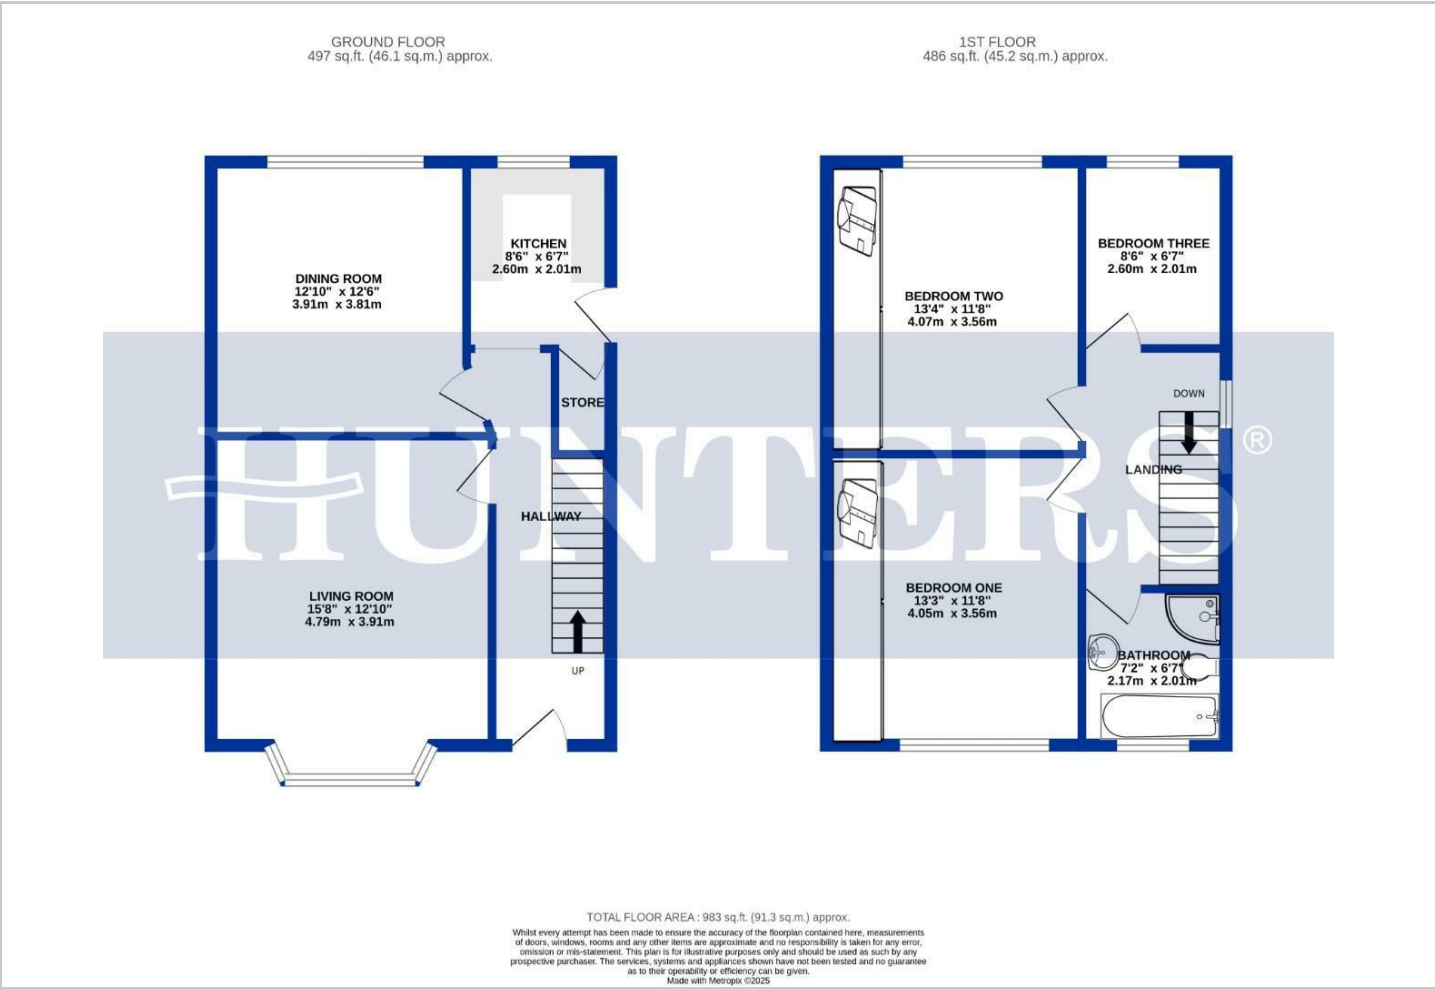 GROUND FLOOR
497 sq.ft. (46.1 sq.m.) approx.
1ST FLOOR
486 sq.ft. (45.2 sq.m.) approx.
KITCHEN
8'6" x 6'7"
2.60m x 2.01m
DINING ROOM
12'10" x 12'6"
3.91m x 3.81m
STORE
HALLWAY
LIVING ROOM
15'8" x 12'10"
4.79m x 3.91m
UP
BEDROOM THREE
8'6" x 6'7"
2.60m x 2.01m
BEDROOM TWO
13'4" x 11'8"
4.07m x 3.56m
DOWN
LANDING
BEDROOM ONE
13'3" x 11'8"
4.05m x 3.56m
BATHROOM
7'2" x 6'7"
2.17m x 2.01m
HUNTERS®
TOTAL FLOOR AREA : 983 sq.ft. (91.3 sq.m.) approx.
Whilst every attempt has been made to ensure the accuracy of the floorplan contained here, measurements
of doors, windows, rooms and any other items are approximate and no responsibility is taken for any error,
omission or mis-statement. This plan is for illustrative purposes only and should be used as such by any
prospective purchaser. The services, systems and appliances shown have not been tested and no guarantee
as to their operability or efficiency can be given.
Made with Metropix ©2025